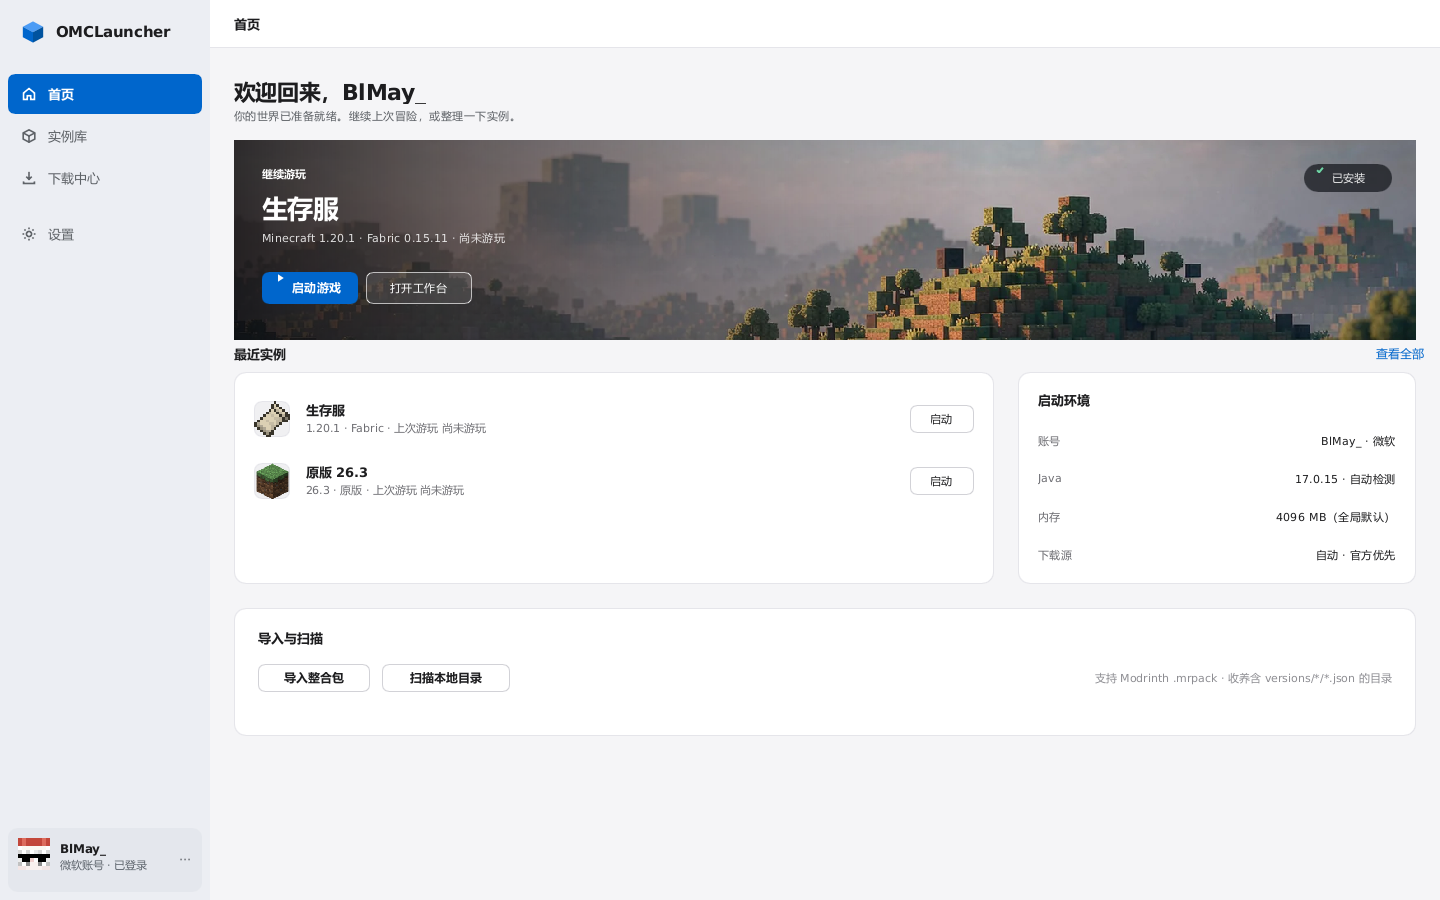 OMCLauncher
首页
实例库
下载中心
设置
首页
欢迎回来，BlMay_
你的世界已准备就绪。继续上次冒险，或整理一下实例。
继续游玩
已安装
生存服
Minecraft 1.20.1 · Fabric 0.15.11 · 尚未游玩
启动游戏
打开工作台
最近实例
查看全部
生存服
1.20.1 · Fabric · 上次游玩 尚未游玩
启动
原版 26.3
26.3 · 原版 · 上次游玩 尚未游玩
启动
启动环境
账号
BlMay_ · 微软
Java
17.0.15 · 自动检测
内存
4096 MB（全局默认）
下载源
自动 · 官方优先
导入与扫描
导入整合包
扫描本地目录
支持 Modrinth .mrpack · 收养含 versions/*/*.json 的目录
BlMay_
微软账号 · 已登录
...